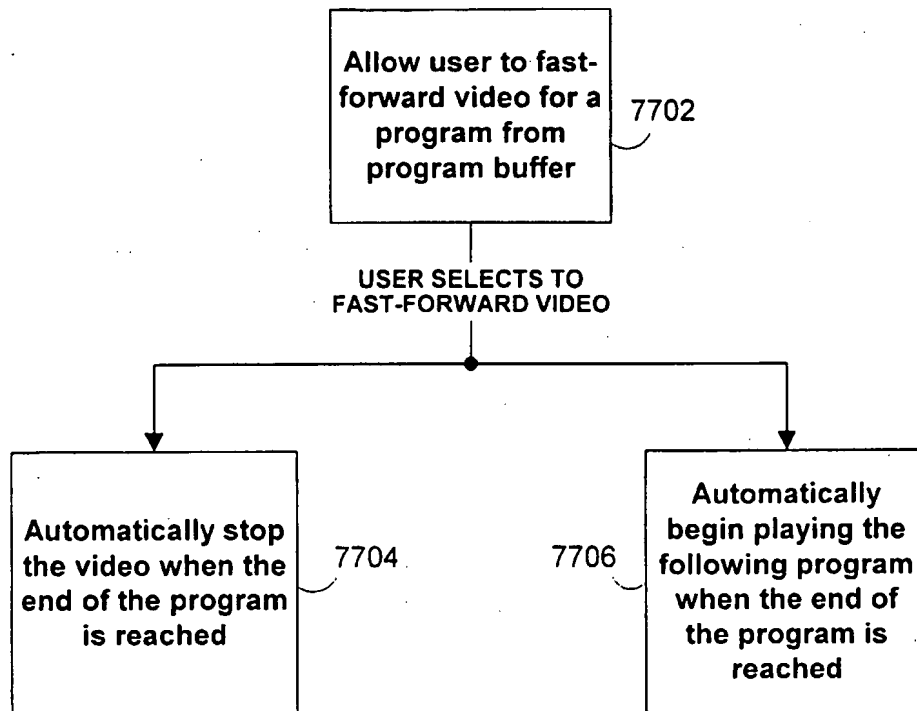 Allow user to fast-
forward video for a
program from
program buffer
7702
USER SELECTS TO
FAST-FORWARD VIDEO
Automatically stop
the video when the
end of the program
is reached
7704
7706
Automatically
begin playing the
following program
when the end of
the program is
reached